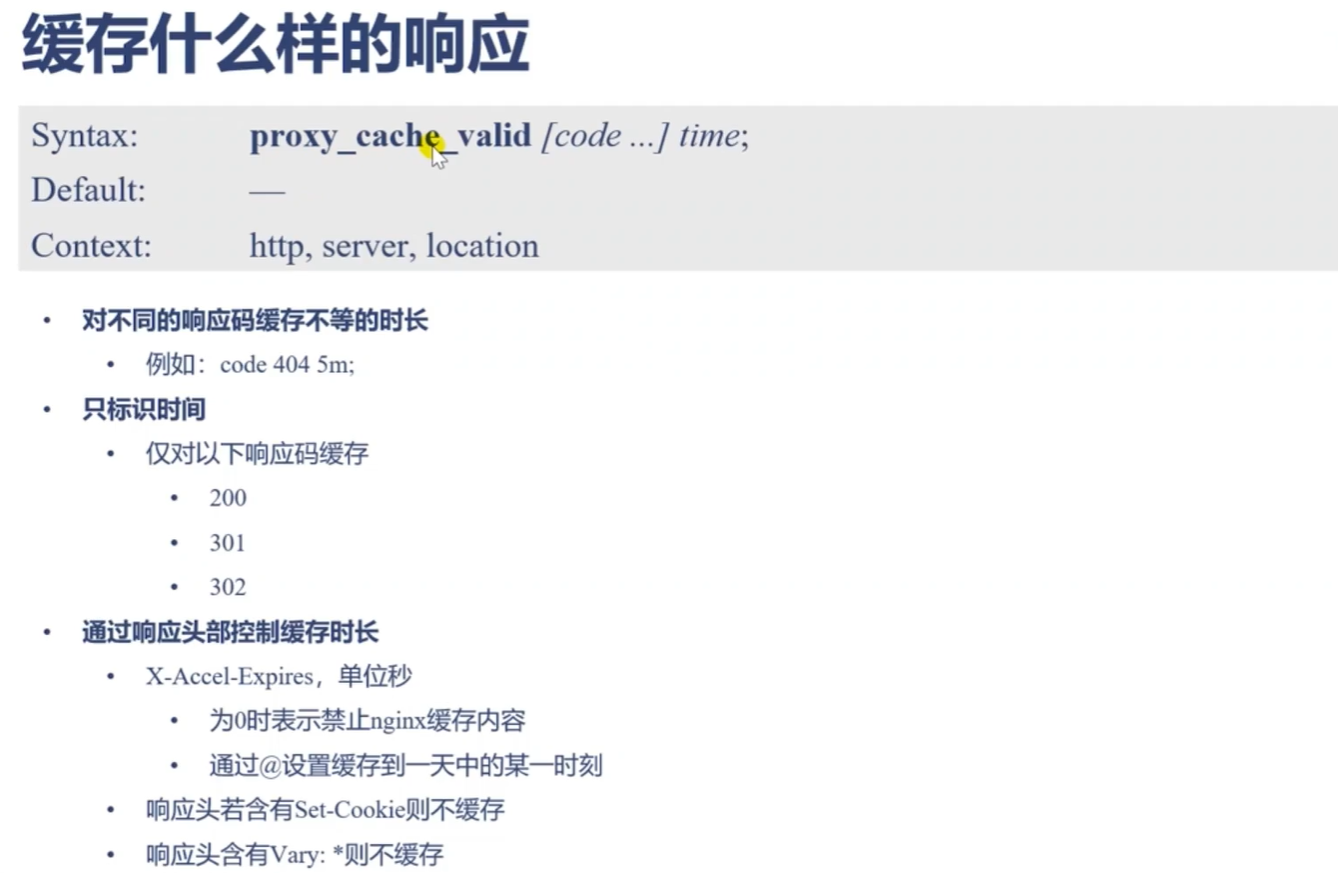 缓存什么样的响应
Syntax: proxy_cache_valid [code ...] time;
Default: —
Context: http, server, location
• 对不同的响应码缓存不等的时长
• 例如：code 404 5m;
• 只标识时间
• 仅对以下响应码缓存
• 200
• 301
• 302
• 通过响应头部控制缓存时长
• X-Accel-Expires，单位秒
• 为0时表示禁止nginx缓存内容
• 通过@设置缓存到一天中的某一时刻
• 响应头若含有Set-Cookie则不缓存
• 响应头含有Vary: *则不缓存